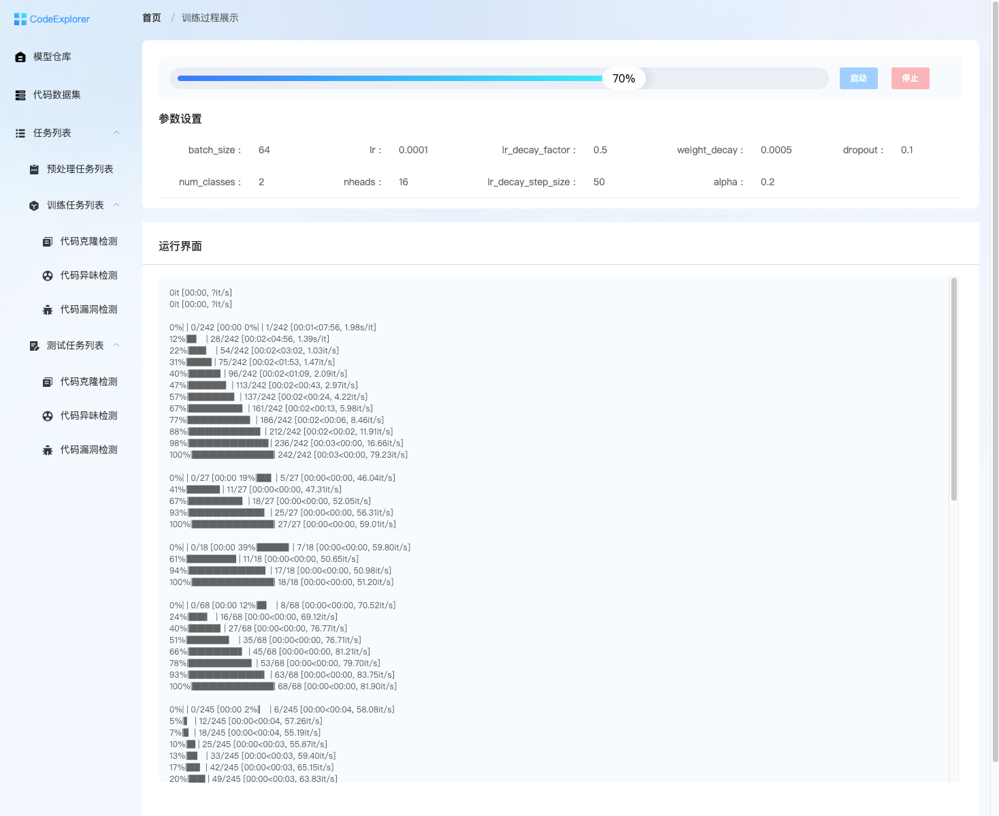 CodeExplorer
首页 / 训练过程展示
模型仓库
代码数据集
任务列表
预处理任务列表
训练任务列表
代码克隆检测
代码异味检测
代码漏洞检测
测试任务列表
代码克隆检测
代码异味检测
代码漏洞检测
70%
启动
停止
参数设置
batch_size : 64 lr : 0.0001 lr_decay_factor : 0.5 weight_decay : 0.0005 dropout : 0.1
num_classes : 2 nheads : 16 lr_decay_step_size : 50 alpha : 0.2
运行界面
0it [00:00, ?it/s]
0it [00:00, ?it/s]
0%| | 0/242 [00:00 0%| | 1/242 [00:01<07:56, 1.98s/it]
12%|██ | 28/242 [00:02<04:56, 1.39s/it]
22%|████ | 54/242 [00:02<03:02, 1.03it/s]
31%|██████ | 75/242 [00:02<01:53, 1.47it/s]
40%|████████ | 96/242 [00:02<01:09, 2.09it/s]
47%|█████████ | 113/242 [00:02<00:43, 2.97it/s]
57%|███████████ | 137/242 [00:02<00:24, 4.22it/s]
67%|█████████████ | 161/242 [00:02<00:13, 5.98it/s]
77%|███████████████ | 186/242 [00:02<00:06, 8.46it/s]
88%|█████████████████ | 212/242 [00:02<00:02, 11.91it/s]
98%|███████████████████ | 236/242 [00:03<00:00, 16.66it/s]
100%|████████████████████| 242/242 [00:03<00:00, 79.23it/s]
0%| | 0/27 [00:00 19%|███ | 5/27 [00:00<00:00, 46.04it/s]
41%|████████ | 11/27 [00:00<00:00, 47.31it/s]
67%|█████████████ | 18/27 [00:00<00:00, 52.05it/s]
93%|██████████████████ | 25/27 [00:00<00:00, 56.31it/s]
100%|████████████████████| 27/27 [00:00<00:00, 59.01it/s]
0%| | 0/18 [00:00 39%|███████ | 7/18 [00:00<00:00, 59.80it/s]
61%|████████████ | 11/18 [00:00<00:00, 50.65it/s]
94%|██████████████████ | 17/18 [00:00<00:00, 50.98it/s]
100%|████████████████████| 18/18 [00:00<00:00, 51.20it/s]
0%| | 0/68 [00:00 12%|██ | 8/68 [00:00<00:00, 70.52it/s]
24%|████ | 16/68 [00:00<00:00, 69.12it/s]
40%|████████ | 27/68 [00:00<00:00, 76.77it/s]
51%|██████████ | 35/68 [00:00<00:00, 76.71it/s]
66%|█████████████ | 45/68 [00:00<00:00, 81.21it/s]
78%|███████████████ | 53/68 [00:00<00:00, 79.70it/s]
93%|██████████████████ | 63/68 [00:00<00:00, 83.75it/s]
100%|████████████████████| 68/68 [00:00<00:00, 81.90it/s]
0%| | 0/245 [00:00 2%|▌ | 6/245 [00:00<00:04, 58.08it/s]
5%|█ | 12/245 [00:00<00:04, 57.26it/s]
7%|█ | 18/245 [00:00<00:04, 55.19it/s]
10%|██ | 25/245 [00:00<00:03, 55.87it/s]
13%|██ | 33/245 [00:00<00:03, 59.40it/s]
17%|███ | 42/245 [00:00<00:03, 65.15it/s]
20%|████ | 49/245 [00:00<00:03, 63.83it/s]